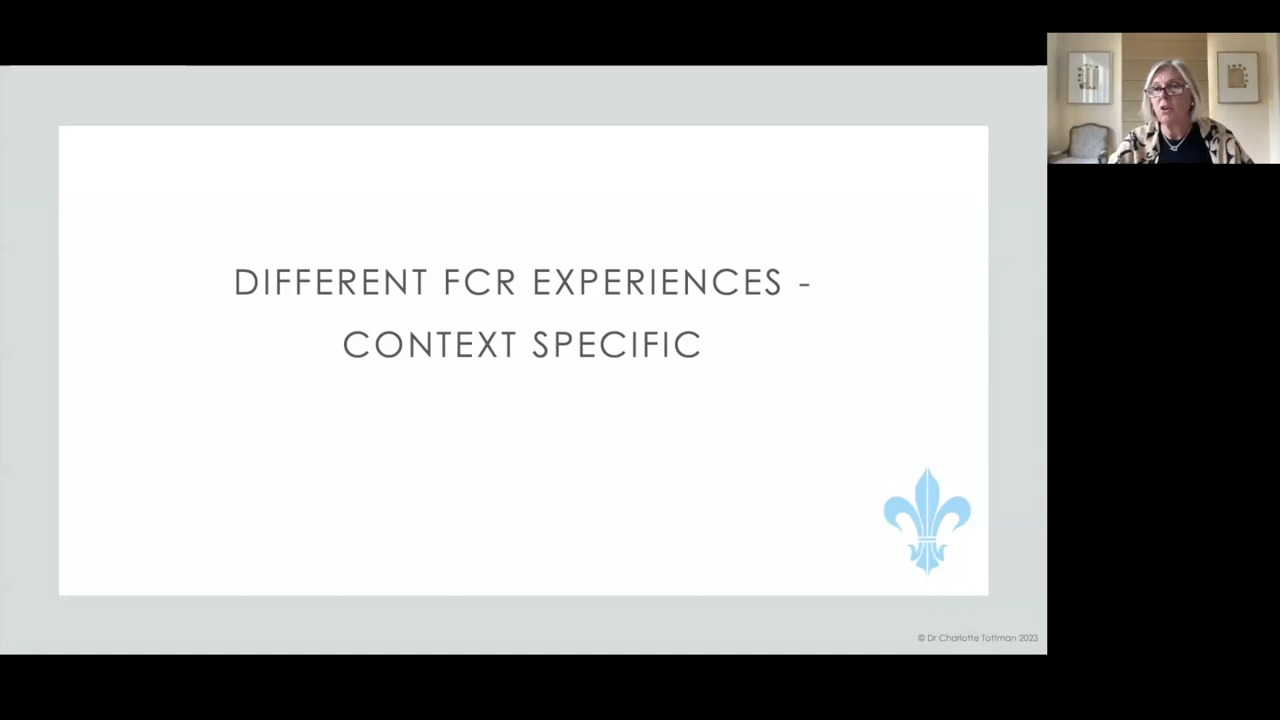 DIFFERENT FCR EXPERIENCES -
CONTEXT SPECIFIC
© Dr Charlotte Tottman 2023